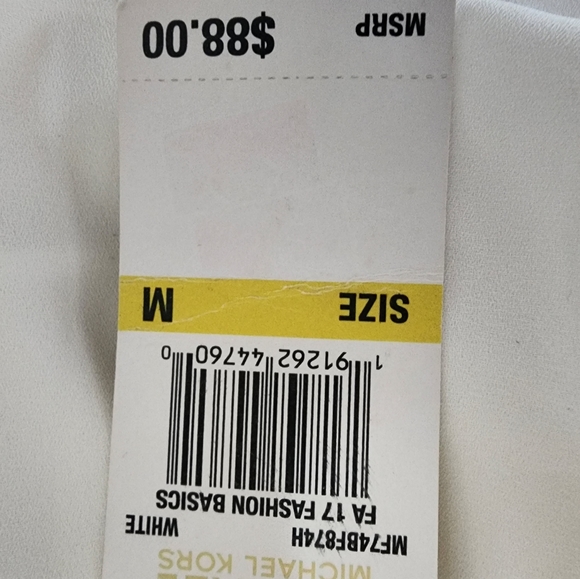 MICHAEL KORS
MF74BF874H WHITE
FA 17 FASHION BASICS
1 91262 44760 0
SIZE M
MSRP $88.00